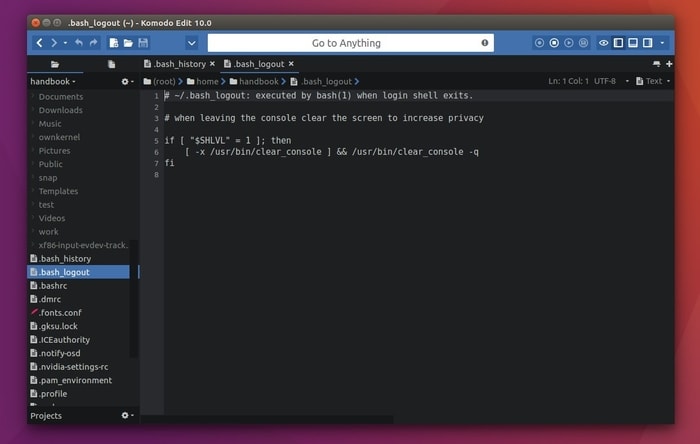 .bash_logout (~) - Komodo Edit 10.0
Go to Anything
handbook
.bash_history
.bash_logout
(root) home handbook .bash_logout
Ln: 1 Col: 1 UTF-8 Text
Documents
Downloads
Music
ownkernel
Pictures
Public
snap
Templates
test
Videos
work
xf86-input-evdev-track.
.bash_history
.bash_logout
.bashrc
.dmrc
.fonts.conf
.gksu.lock
.ICEauthority
.notify-osd
.nvidia-settings-rc
.pam_environment
.profile
Projects
1 # ~/.bash_logout: executed by bash(1) when login shell exits.
2
3 # when leaving the console clear the screen to increase privacy
4
5 if [ "$SHLVL" = 1 ]; then
6 [ -x /usr/bin/clear_console ] && /usr/bin/clear_console -q
7 fi
8